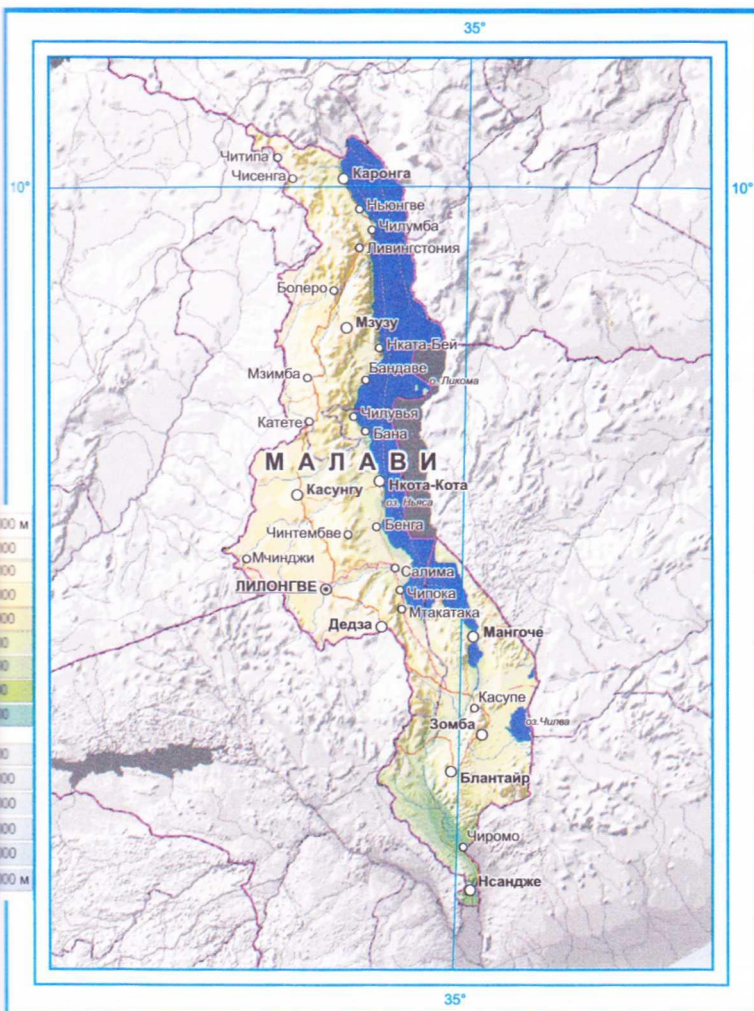 35°
10°
10°
Читипа
Чисенга
Каронга
Ньюнгве
Чилумба
Ливингстония
Болеро
Мзузу
Нката-Бей
Мзимба
Бандаве
о. Ликома
Катете
Чилувья
Бана
МАЛАВИ
Касунгу
Нкота-Кота
оз. Ньяса
Чинтембве
Бенга
Мчинджи
Салима
ЛИЛОНГВЕ
Чипока
Мтакатака
Дедза
Мангоче
Касупе
Зомба
оз.Чилва
Блантайр
Чиромо
Нсандже
35°